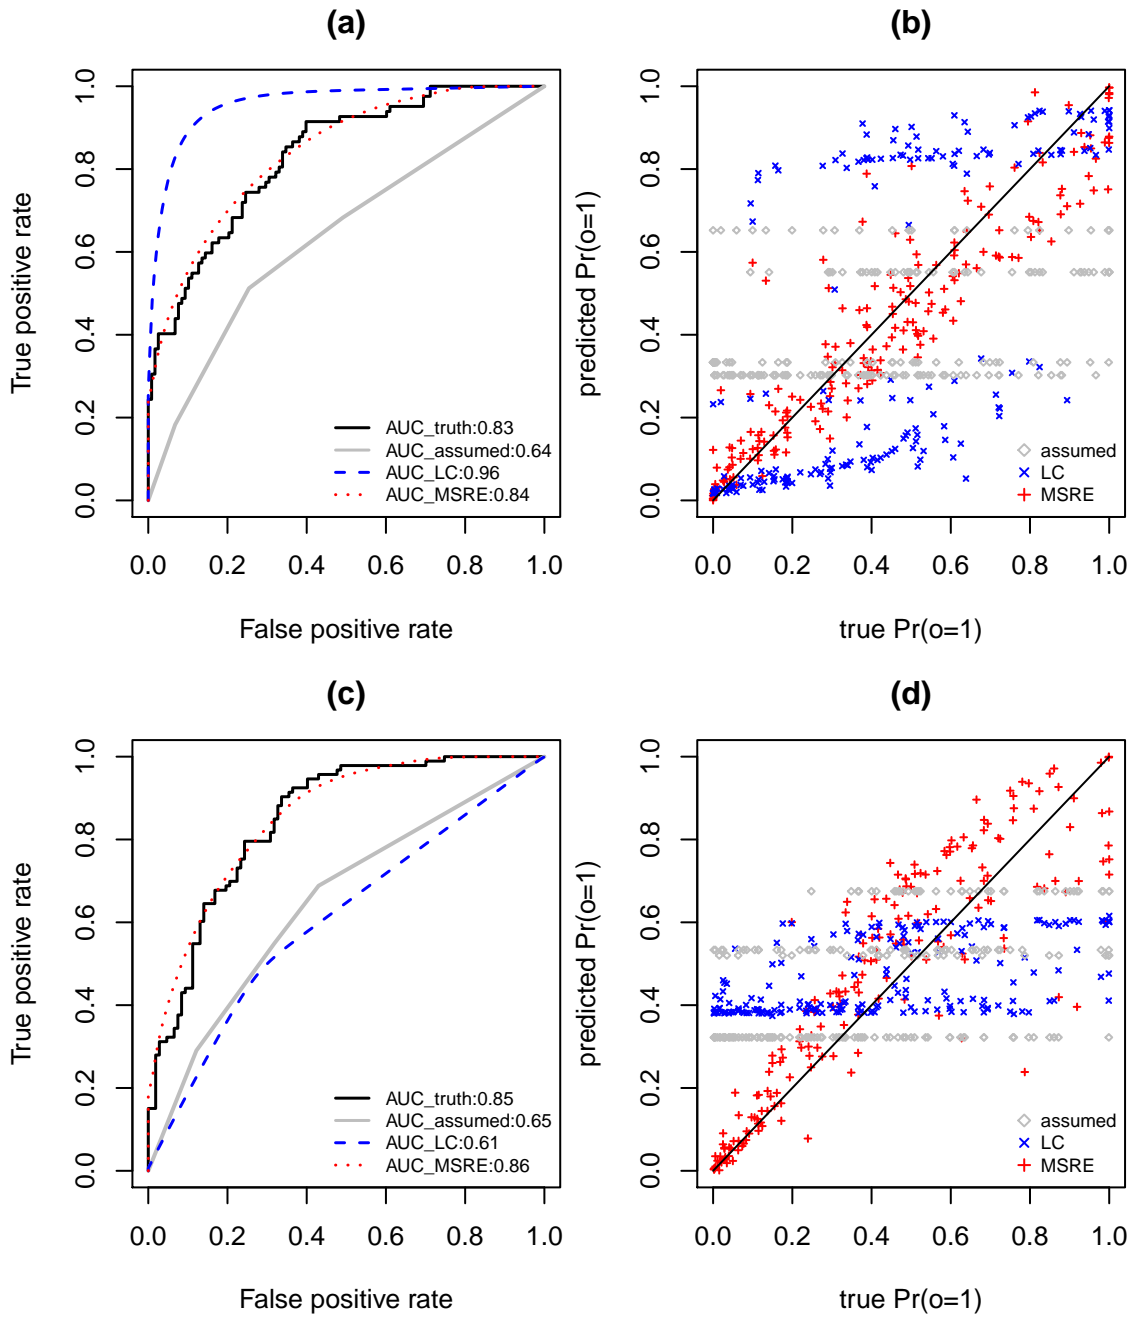 (a)
1.0
0.8
0.6
0.4
0.2
0.0
True positive rate
0.0 0.2 0.4 0.6 0.8 1.0
False positive rate
AUC_truth:0.83
AUC_assumed:0.64
AUC_LC:0.96
AUC_MSRE:0.84
(b)
1.0
0.8
0.6
0.4
0.2
0.0
predicted Pr(o=1)
0.0 0.2 0.4 0.6 0.8 1.0
true Pr(o=1)
assumed
LC
MSRE
(c)
1.0
0.8
0.6
0.4
0.2
0.0
True positive rate
0.0 0.2 0.4 0.6 0.8 1.0
False positive rate
AUC_truth:0.85
AUC_assumed:0.65
AUC_LC:0.61
AUC_MSRE:0.86
(d)
1.0
0.8
0.6
0.4
0.2
0.0
predicted Pr(o=1)
0.0 0.2 0.4 0.6 0.8 1.0
true Pr(o=1)
assumed
LC
MSRE